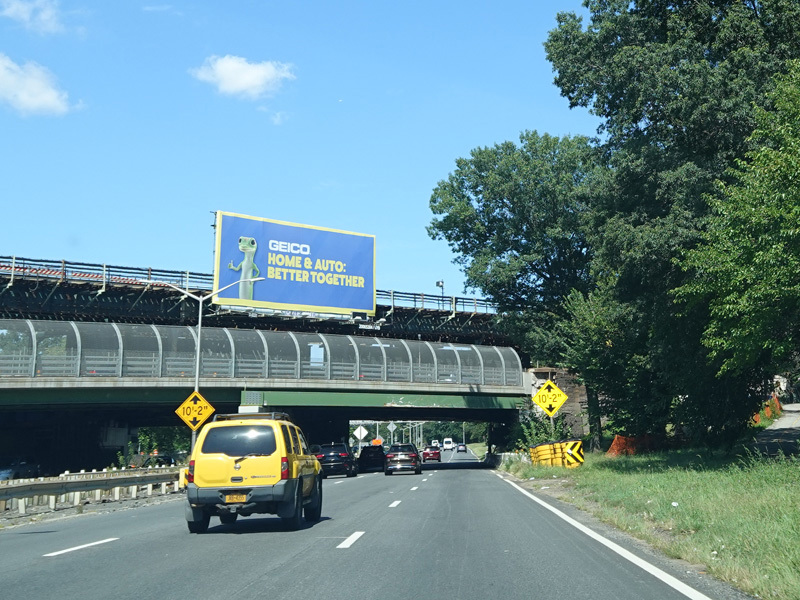 GEICO
HOME & AUTO:
BETTER TOGETHER
10'-2"
10'-2"